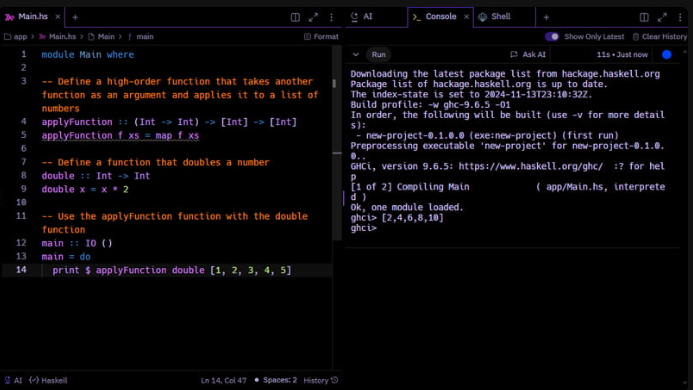 Main.hs × +
app › Main.hs › Main › f main Format
1 module Main where
2
3 -- Define a high-order function that takes another
function as an argument and applies it to a list of
numbers
4 applyFunction :: (Int -> Int) -> [Int] -> [Int]
5 applyFunction f xs = map f xs
6
7 -- Define a function that doubles a number
8 double :: Int -> Int
9 double x = x * 2
10
11 -- Use the applyFunction function with the double
function
12 main :: IO ()
13 main = do
14 print $ applyFunction double [1, 2, 3, 4, 5]
AI Haskell Ln 14, Col 47 • Spaces: 2 History
AI >_ Console × Shell +
Show Only Latest Clear History
Run Ask AI 11s • Just now
Downloading the latest package list from hackage.haskell.org
Package list of hackage.haskell.org is up to date.
The index-state is set to 2024-11-13T23:10:32Z.
Build profile: -w ghc-9.6.5 -O1
In order, the following will be built (use -v for more detail
s):
- new-project-0.1.0.0 (exe:new-project) (first run)
Preprocessing executable 'new-project' for new-project-0.1.0.
0..
GHCi, version 9.6.5: https://www.haskell.org/ghc/ :? for hel
p
[1 of 2] Compiling Main ( app/Main.hs, interprete
d )
Ok, one module loaded.
ghci> [2,4,6,8,10]
ghci>